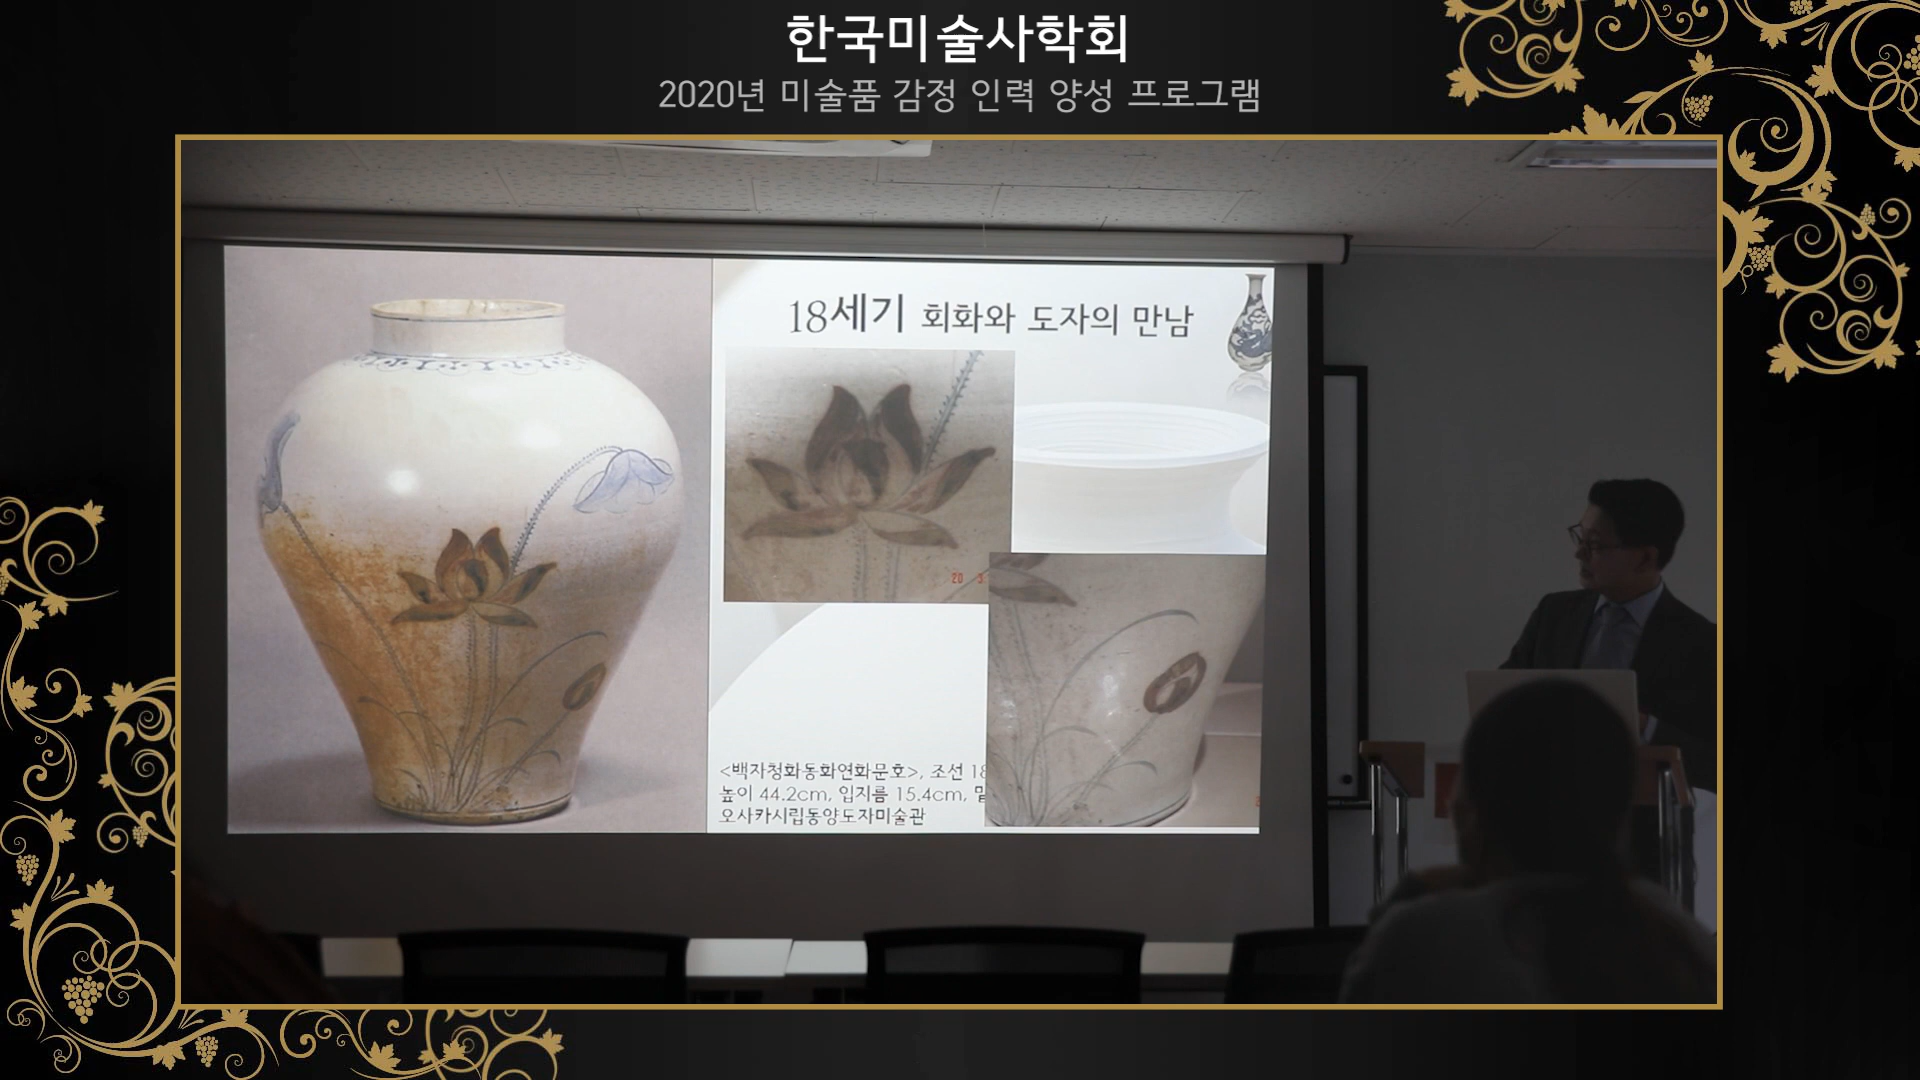 한국미술사학회
2020년 미술품 감정 인력 양성 프로그램
18세기 회화와 도자의 만남
20 3
<백자청화동화연화문호>, 조선 18
높이 44.2cm, 입지름 15.4cm,
오사카시립동양도자미술관